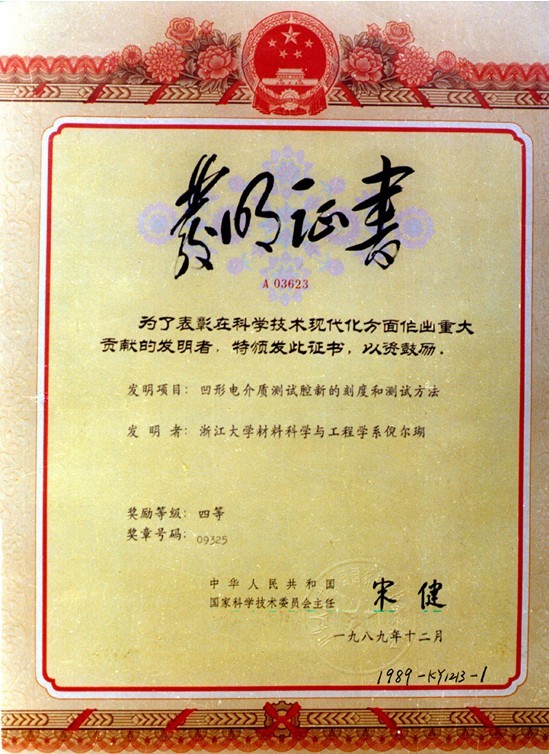 发明证书
A 03623
为了表彰在科学技术现代化方面作出重大
贡献的发明者，特颁发此证书，以资鼓励．
发明项目：凹形电介质测试腔新的刻度和测试方法
发 明 者：浙江大学材料科学与工程学系倪尔瑚
奖励等级：四等
奖章号码：09325
中华人民共和国
国家科学技术委员会主任 宋健
一九八九年十二月
1989-KY1213-1